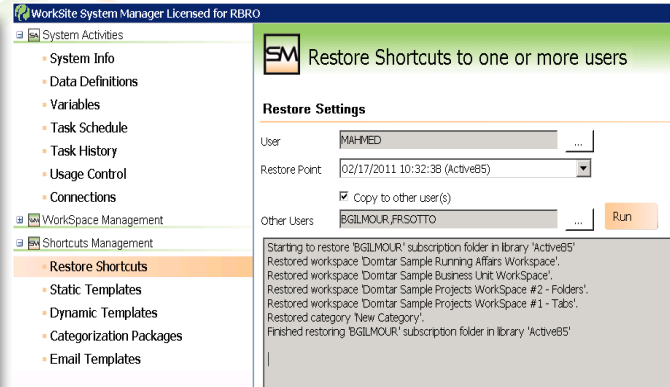 WorkSite System Manager Licensed for RBRO
System Activities
System Info
Data Definitions
Variables
Task Schedule
Task History
Usage Control
Connections
WorkSpace Management
Shortcuts Management
Restore Shortcuts
Static Templates
Dynamic Templates
Categorization Packages
Email Templates
SM Restore Shortcuts to one or more users
Restore Settings
User MAHMED ...
Restore Point 02/17/2011 10:32:38 (Active85)
Copy to other user(s)
Other Users BGILMOUR,FRSOTTO ... Run
Starting to restore 'BGILMOUR' subscription folder in library 'Active85'
Restored workspace 'Domtar Sample Running Affairs Workspace'.
Restored workspace 'Domtar Sample Business Unit WorkSpace'.
Restored workspace 'Domtar Sample Projects WorkSpace #2 - Folders'.
Restored workspace 'Domtar Sample Projects WorkSpace #1 - Tabs'.
Restored category 'New Category'.
Finished restoring 'BGILMOUR' subscription folder in library 'Active85'